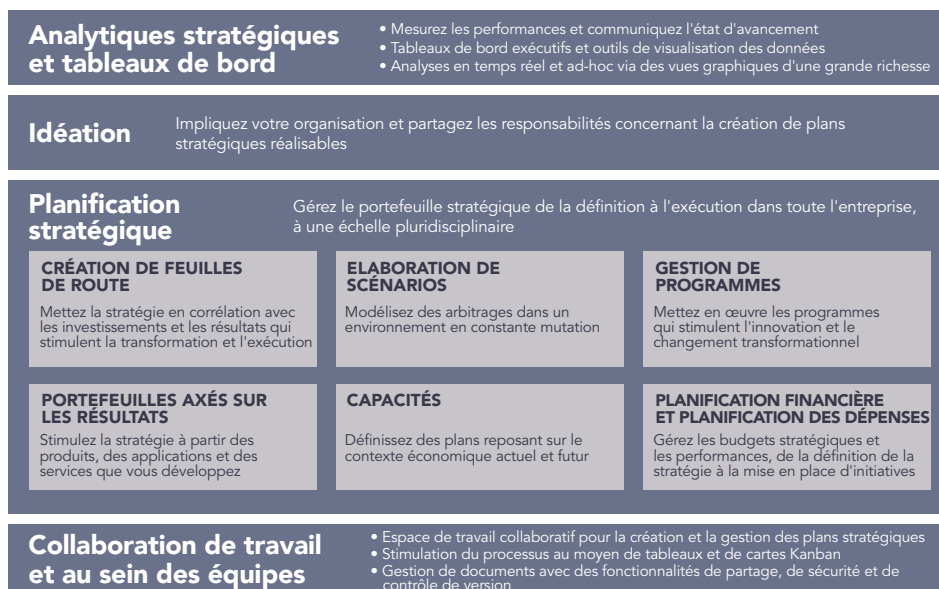 Analytiques stratégiques
et tableaux de bord
• Mesurez les performances et communiquez l'état d'avancement
• Tableaux de bord exécutifs et outils de visualisation des données
• Analyses en temps réel et ad-hoc via des vues graphiques d'une grande richesse
Idéation
Impliquez votre organisation et partagez les responsabilités concernant la création de plans
stratégiques réalisables
Planification
stratégique
Gérez le portefeuille stratégique de la définition à l'exécution dans toute l'entreprise,
à une échelle pluridisciplinaire
CRÉATION DE FEUILLES
DE ROUTE
Mettez la stratégie en corrélation avec
les investissements et les résultats qui
stimulent la transformation et l'exécution
ELABORATION DE
SCÉNARIOS
Modélisez des arbitrages dans un
environnement en constante mutation
GESTION DE
PROGRAMMES
Mettez en œuvre les programmes
qui stimulent l'innovation et le
changement transformationnel
PORTEFEUILLES AXÉS SUR
LES RÉSULTATS
Stimulez la stratégie à partir des
produits, des applications et des
services que vous développez
CAPACITÉS
Définissez des plans reposant sur le
contexte économique actuel et futur
PLANIFICATION FINANCIÈRE
ET PLANIFICATION DES DÉPENSES
Gérez les budgets stratégiques et
les performances, de la définition de la
stratégie à la mise en place d'initiatives
Collaboration de travail
et au sein des équipes
• Espace de travail collaboratif pour la création et la gestion des plans stratégiques
• Stimulation du processus au moyen de tableaux et de cartes Kanban
• Gestion de documents avec des fonctionnalités de partage, de sécurité et de
contrôle de version